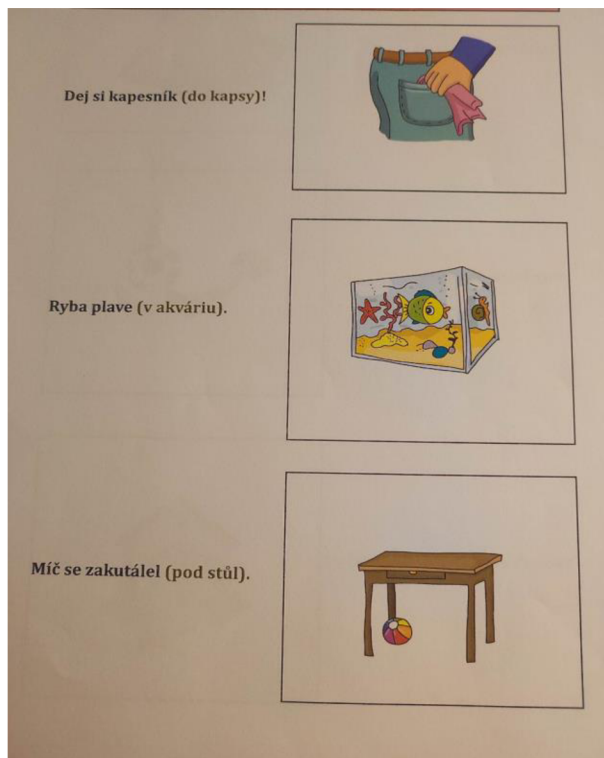 Dej si kapesník (do kapsy)!
Ryba plave (v akváriu).
Míč se zakutálel (pod stůl).